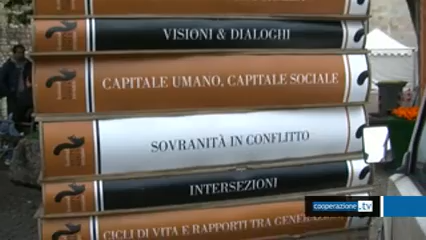 VISIONI & DIALOGHI
CAPITALE UMANO, CAPITALE SOCIALE
SOVRANITÀ IN CONFLITTO
INTERSEZIONI
cooperazione.tv
CICLI DI VITA E RAPPORTI TRA GENERAZIONI